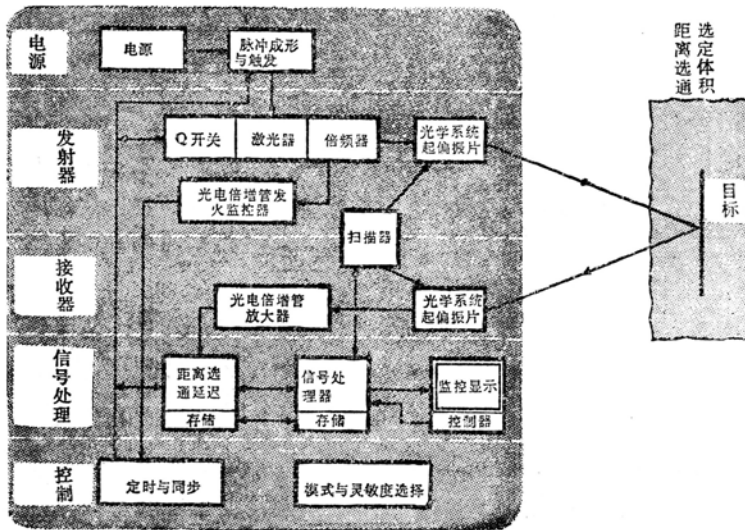 电源
电源
脉冲成形
与触发
发射器
Q开关
激光器
倍频器
光学系统
起偏振片
光电倍增管发
火监控器
扫描器
接收器
光电倍增管
放大器
光学系统
起偏振片
信号处理
距离选
通延迟
存储
信号处
理器
存储
监控显示
控制器
控制
定时与同步
模式与灵敏度选择
选定体积
距离选通
目标